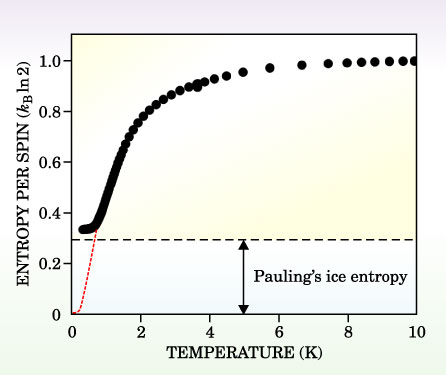 ENTROPY PER SPIN (kB ln 2)
1.0
0.8
0.6
0.4
0.2
0
Pauling's ice entropy
0 2 4 6 8 10
TEMPERATURE (K)